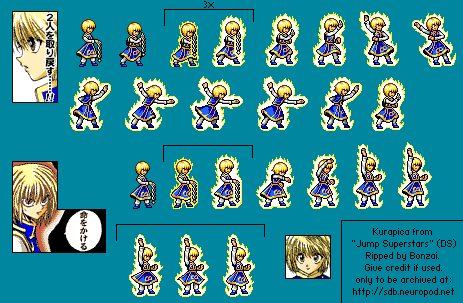 3×
2人を取り戻す……!!
命をかける
Kurapica from
"Jump Superstars" (DS)
Ripped by Bonzai.
Give credit if used.
only to be archived at:
http://sdb.neuropod.net